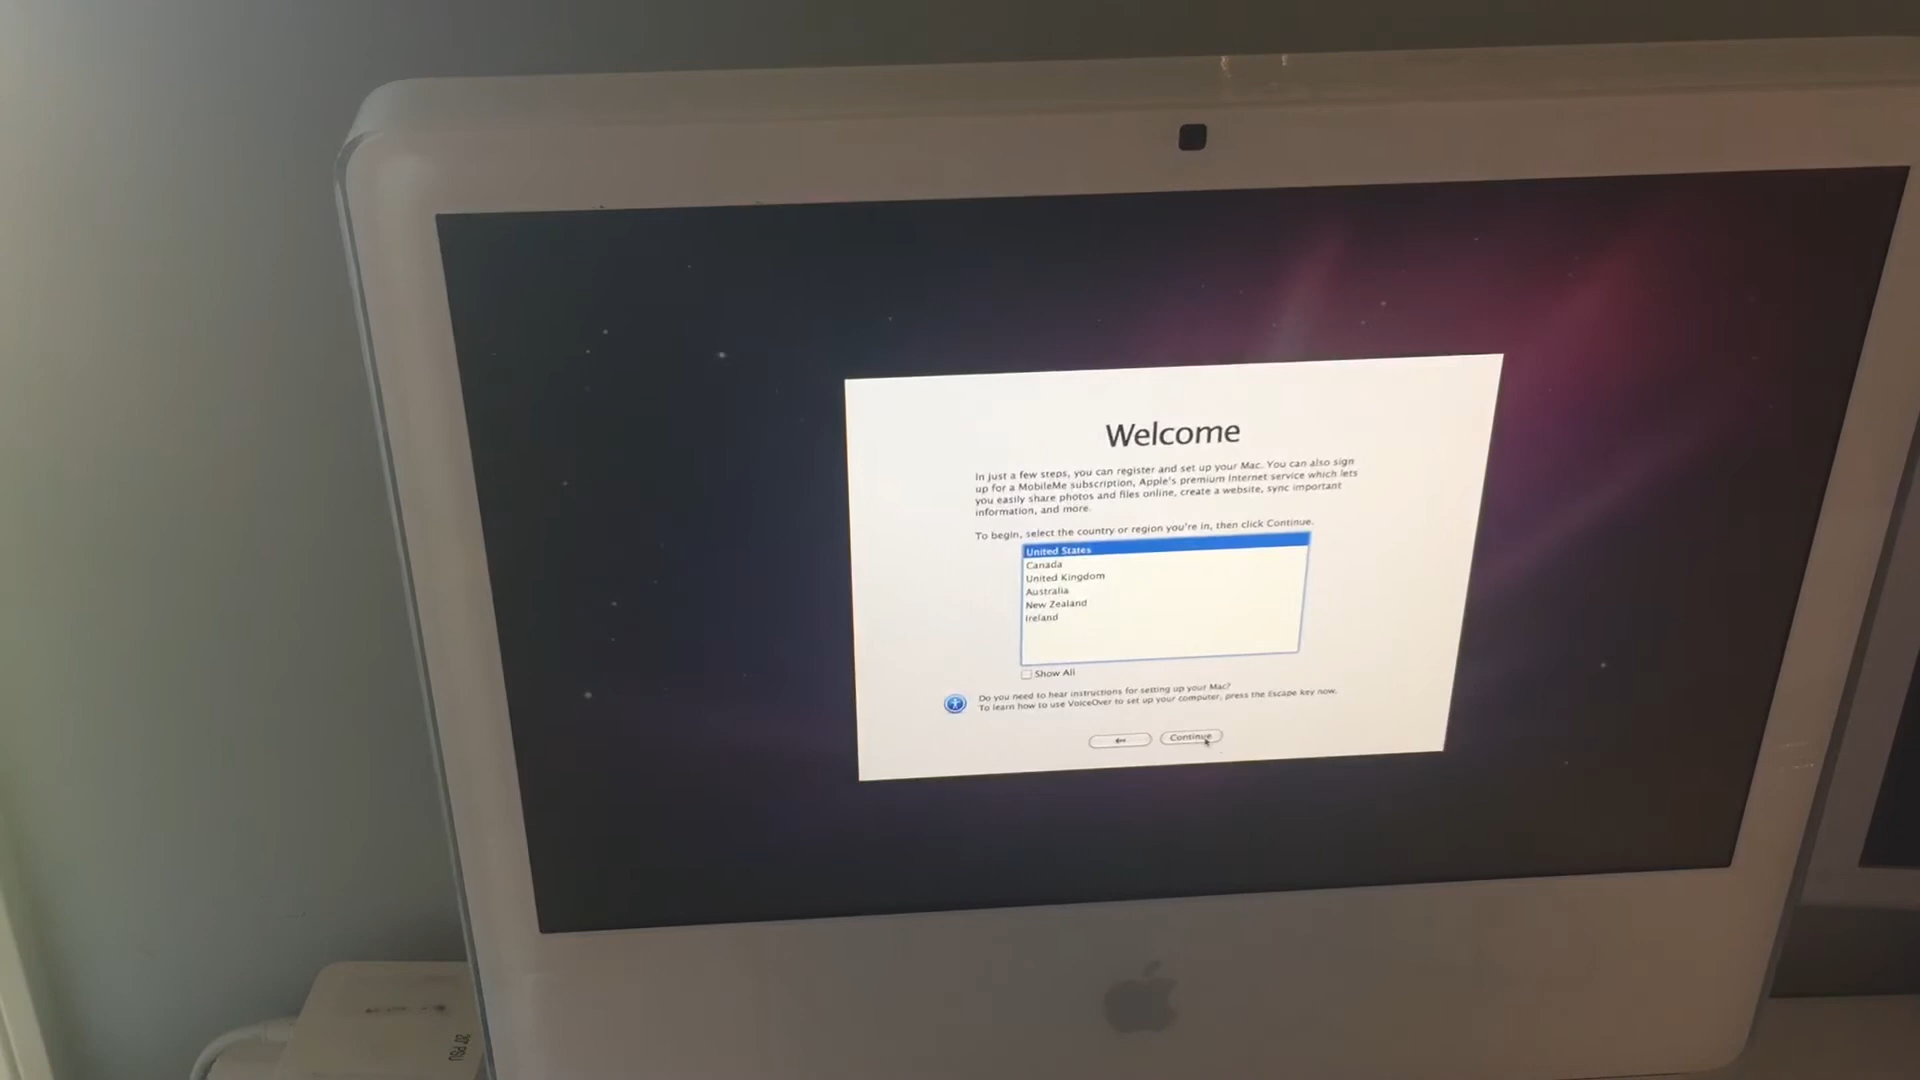 Welcome
In just a few steps, you can register and set up your Mac. You can also sign
up for a MobileMe subscription, Apple's premium Internet service which lets
you easily share photos and files online, create a website, sync important
information, and more.
To begin, select the country or region you're in, then click Continue.
United States
Canada
United Kingdom
Australia
New Zealand
Ireland
Show All
Do you need to hear instructions for setting up your Mac?
To learn how to use VoiceOver to set up your computer, press the Escape key now.
Continue
PSU